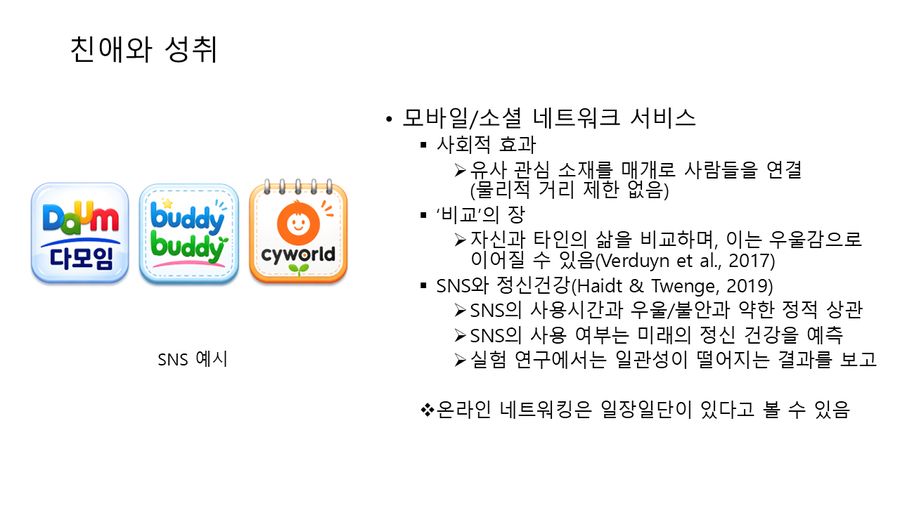 친애와 성취
• 모바일/소셜 네트워크 서비스
▪ 사회적 효과
➢유사 관심 소재를 매개로 사람들을 연결
(물리적 거리 제한 없음)
▪ ‘비교’의 장
➢자신과 타인의 삶을 비교하며, 이는 우울감으로
이어질 수 있음(Verduyn et al., 2017)
▪ SNS와 정신건강(Haidt & Twenge, 2019)
➢SNS의 사용시간과 우울/불안과 약한 정적 상관
➢SNS의 사용 여부는 미래의 정신 건강을 예측
➢실험 연구에서는 일관성이 떨어지는 결과를 보고
❖온라인 네트워킹은 일장일단이 있다고 볼 수 있음
Daum
다모임
buddy
buddy
cyworld
SNS 예시